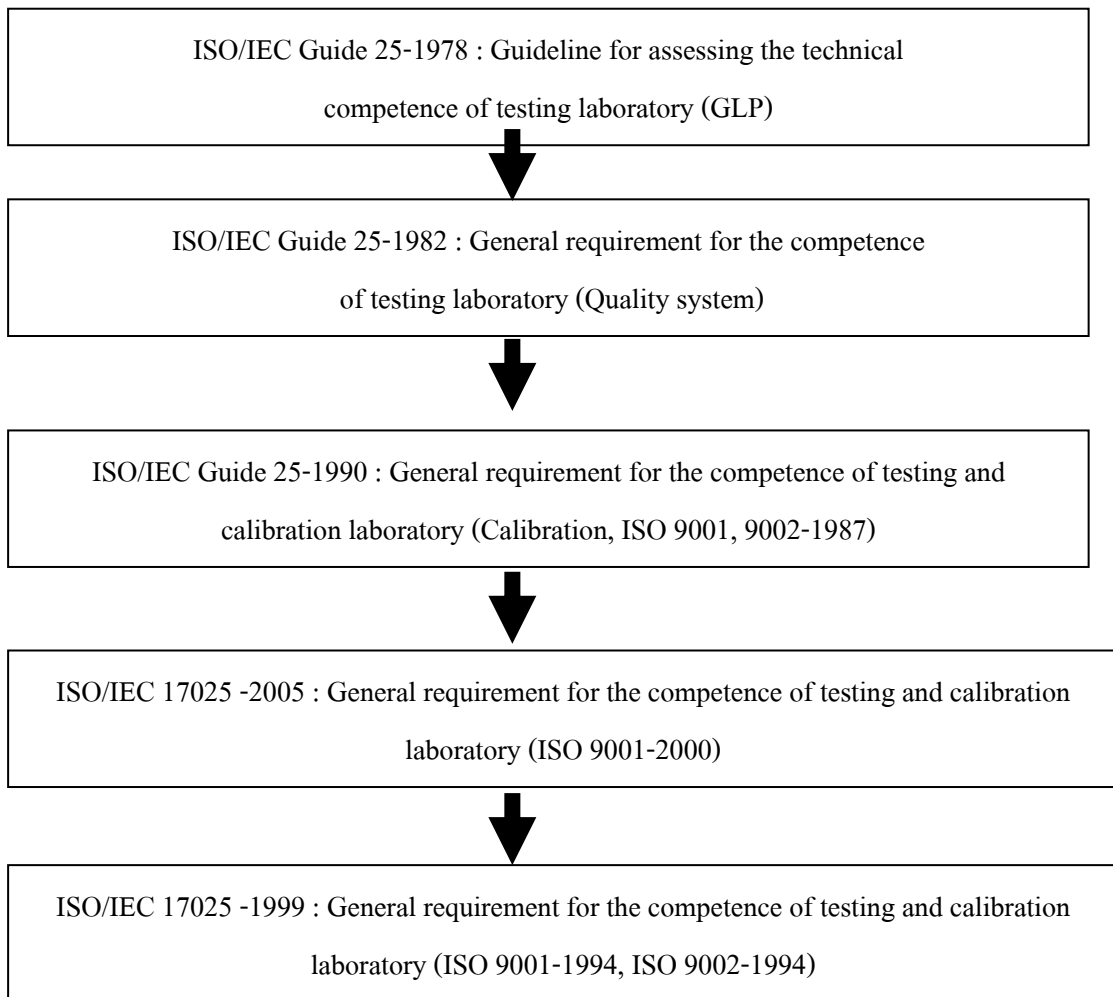 ISO/IEC Guide 25-1978 : Guideline for assessing the technical
competence of testing laboratory (GLP)
ISO/IEC Guide 25-1982 : General requirement for the competence
of testing laboratory (Quality system)
ISO/IEC Guide 25-1990 : General requirement for the competence of testing and
calibration laboratory (Calibration, ISO 9001, 9002-1987)
ISO/IEC 17025 -2005 : General requirement for the competence of testing and calibration
laboratory (ISO 9001-2000)
ISO/IEC 17025 -1999 : General requirement for the competence of testing and calibration
laboratory (ISO 9001-1994, ISO 9002-1994)